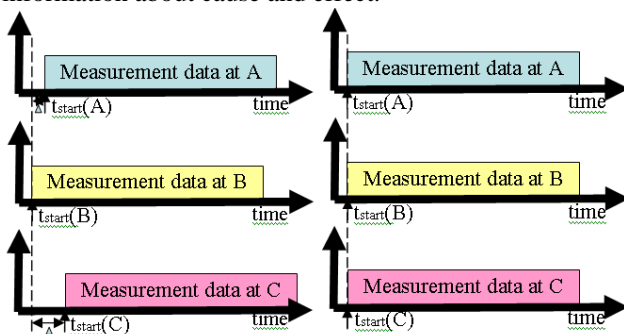 information about cause and effect.
Measurement data at A
Δ tstart(A) time
Measurement data at B
tstart(B) time
Measurement data at C
Δ tstart(C) time
Measurement data at A
tstart(A) time
Measurement data at B
tstart(B) time
Measurement data at C
tstart(C) time